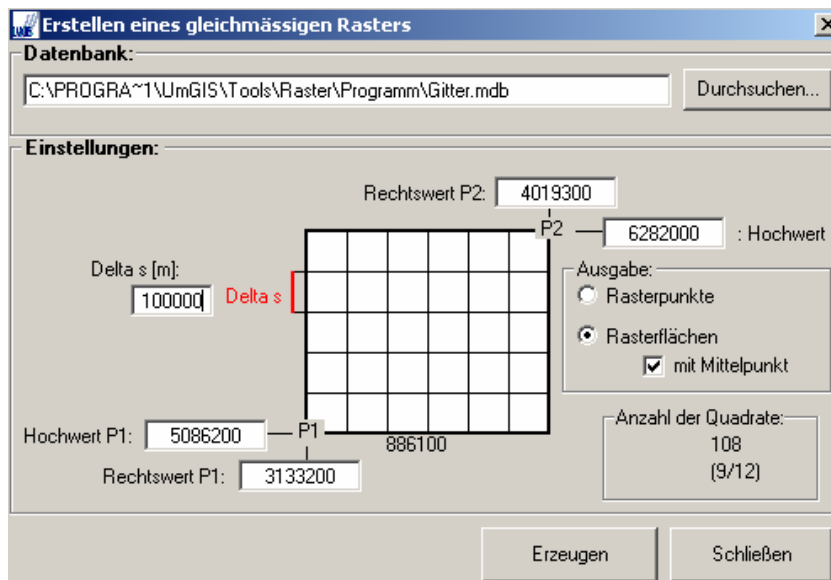 Erstellen eines gleichmässigen Rasters
Datenbank:
C:\PROGRA~1\UmGIS\Tools\Raster\Programm\Gitter.mdb
Durchsuchen...
Einstellungen:
Rechtswert P2: 4019300
P2 6282000 : Hochwert
Delta s [m]:
100000 Delta s
Ausgabe:
Rasterpunkte
Rasterflächen
mit Mittelpunkt
Hochwert P1: 5086200 P1
886100
Rechtswert P1: 3133200
Anzahl der Quadrate:
108
(9/12)
Erzeugen
Schließen